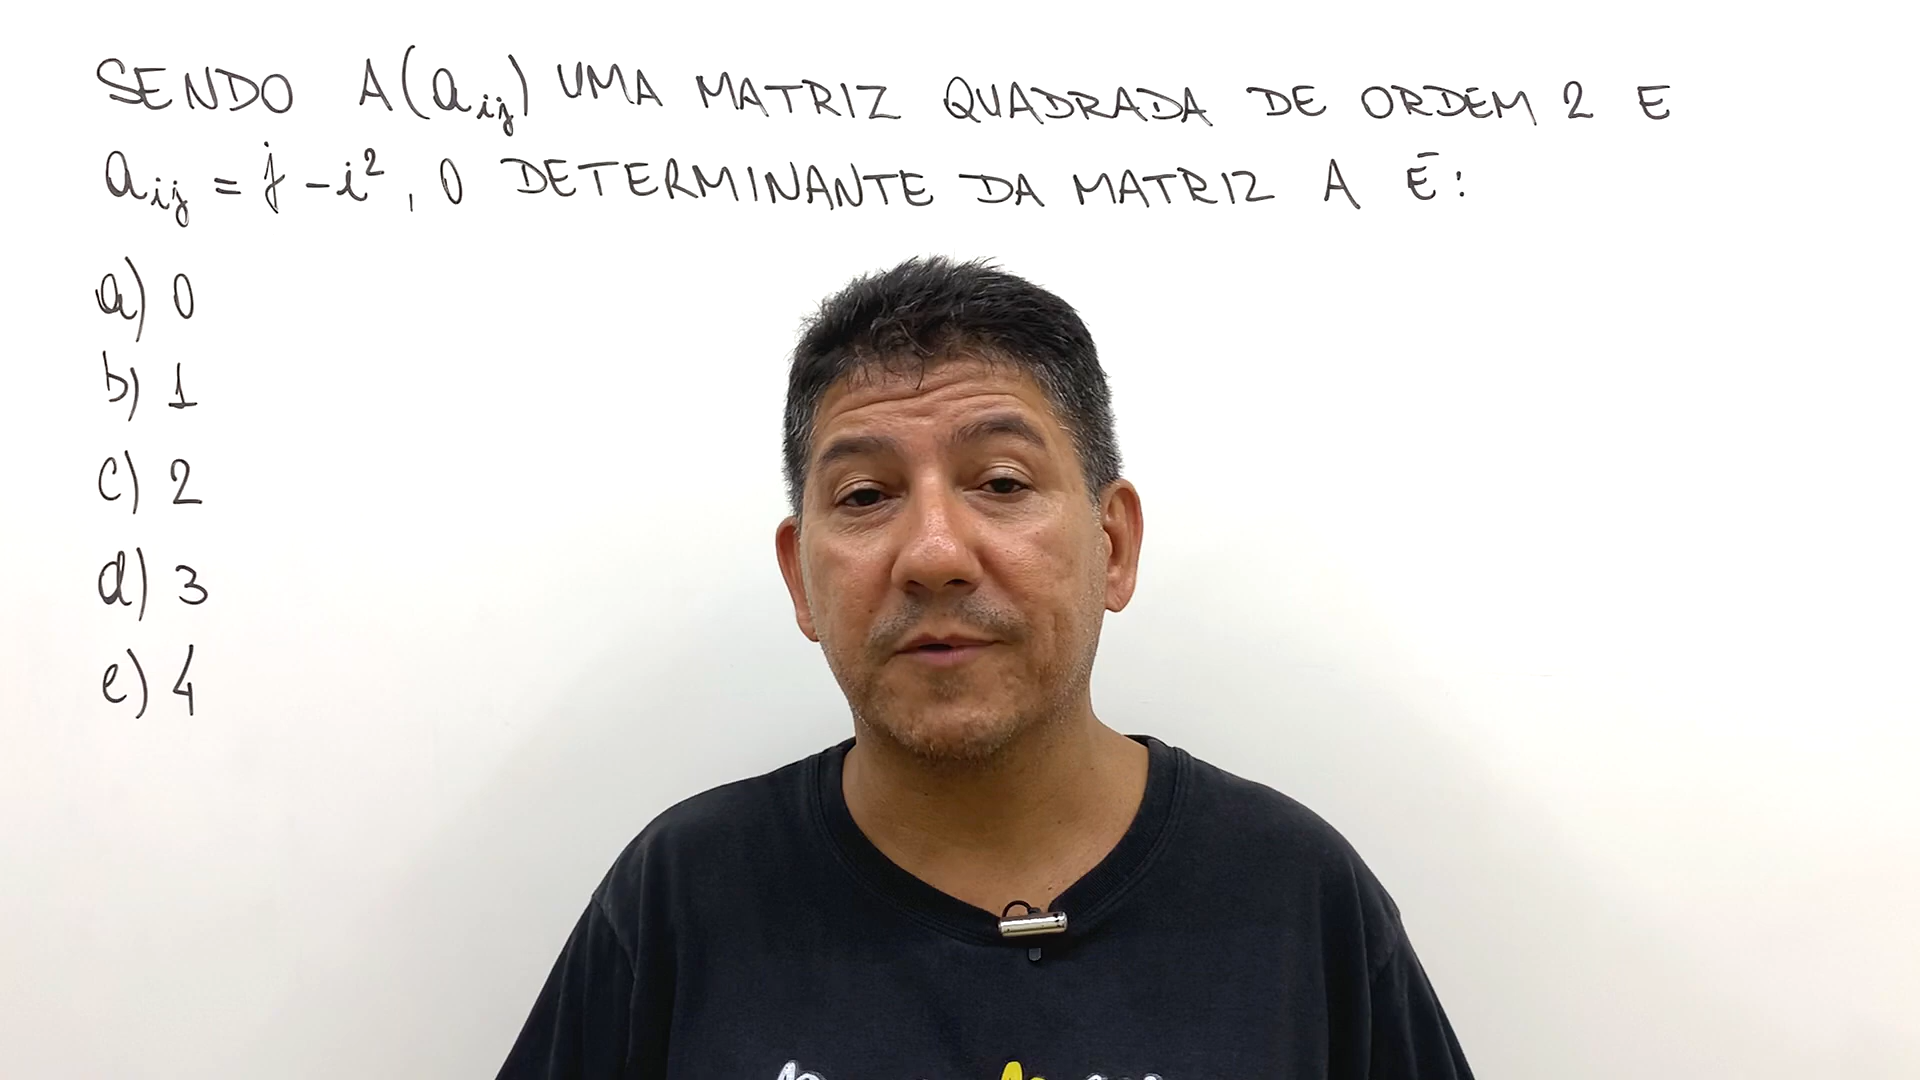 SENDO A(aij) UMA MATRIZ QUADRADA DE ORDEM 2 E
aij = j - i², O DETERMINANTE DA MATRIZ A É:
a) 0
b) 1
c) 2
d) 3
e) 4